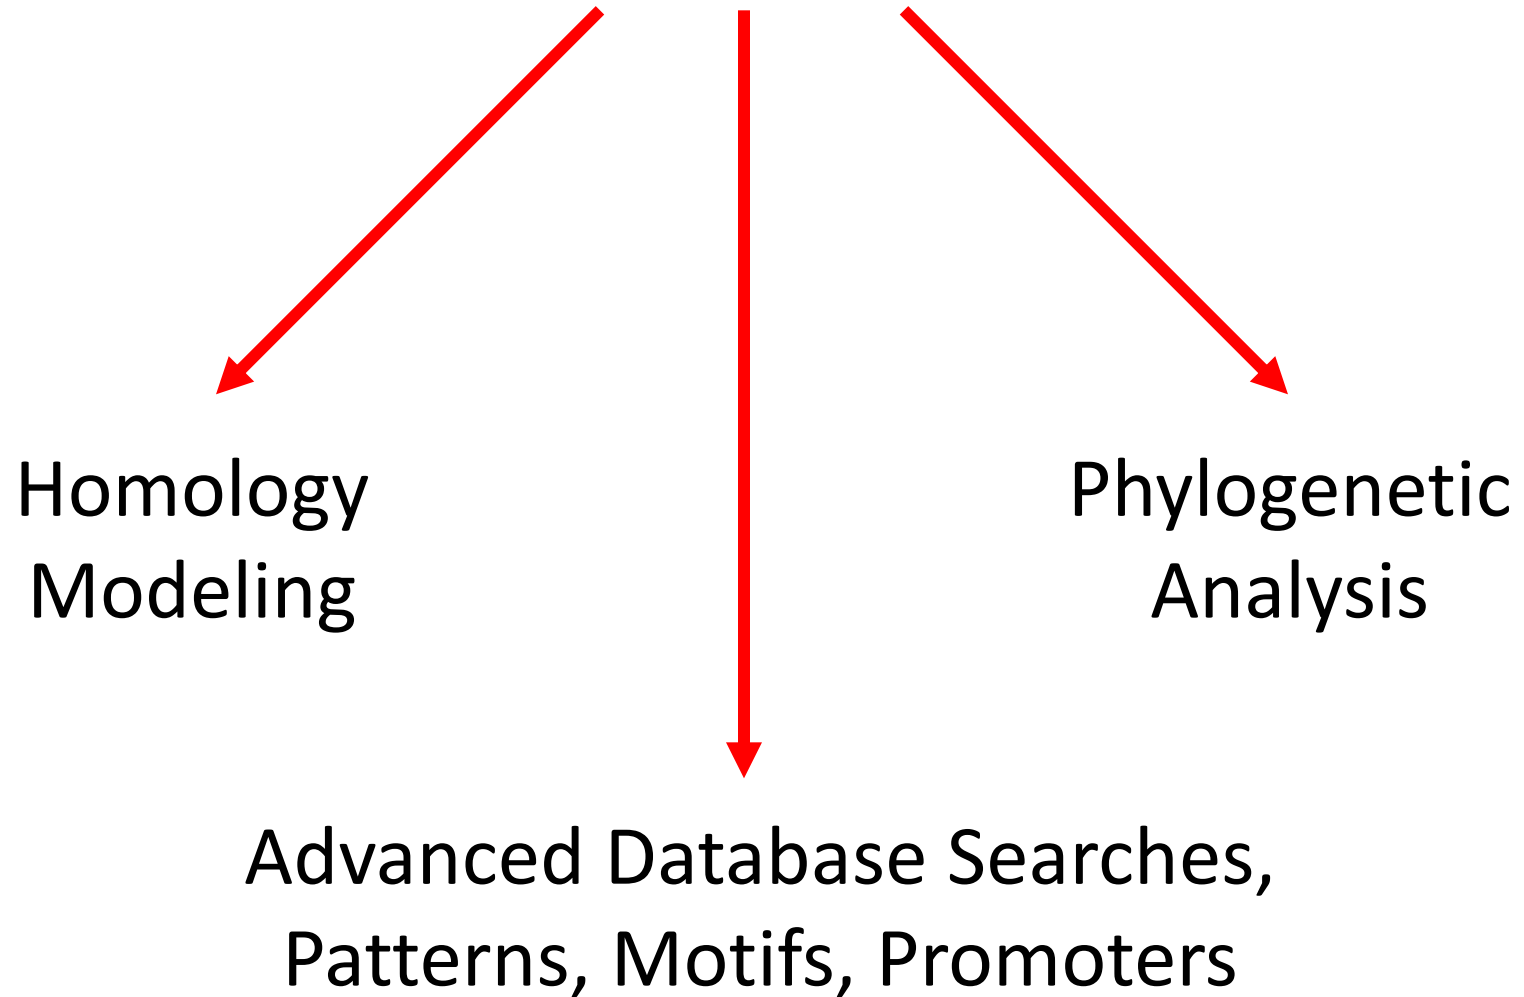 Homology
Modeling
Phylogenetic
Analysis
Advanced Database Searches,
Patterns, Motifs, Promoters